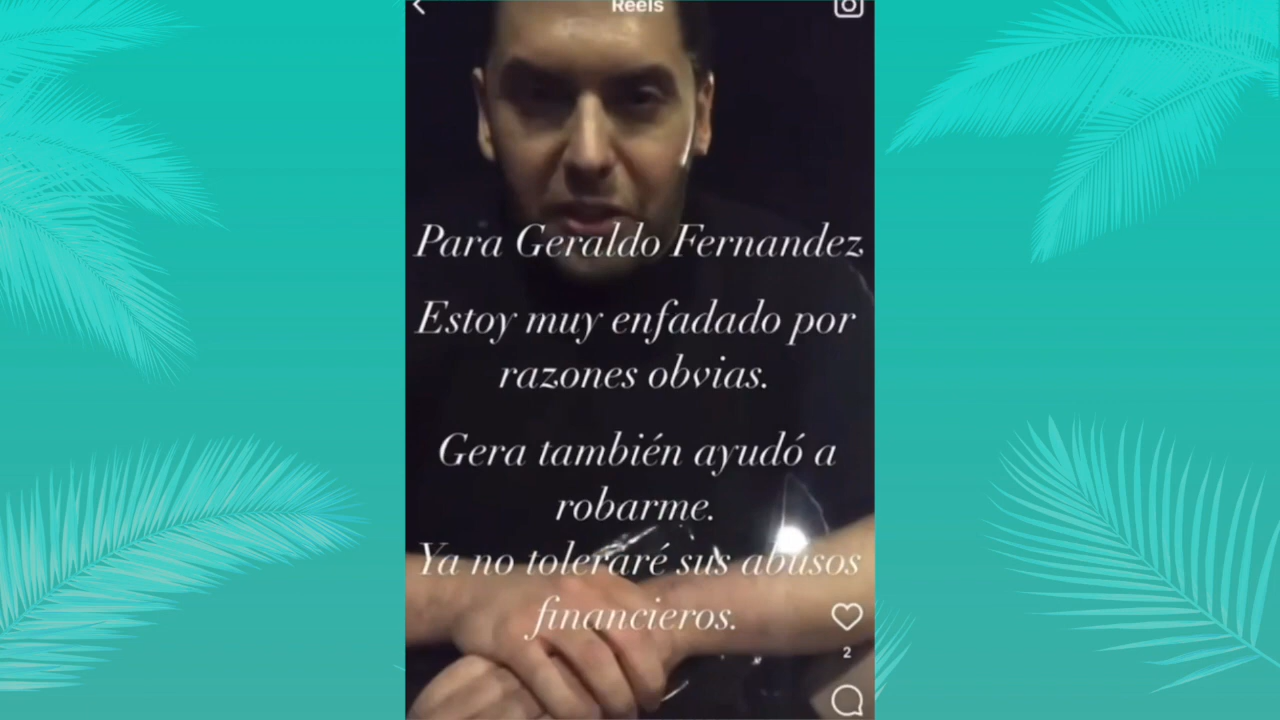 Reels
Para Geraldo Fernandez
Estoy muy enfadado por
razones obvias.
Gera también ayudó a
robarme.
Ya no toleraré sus abusos
financieros.
2